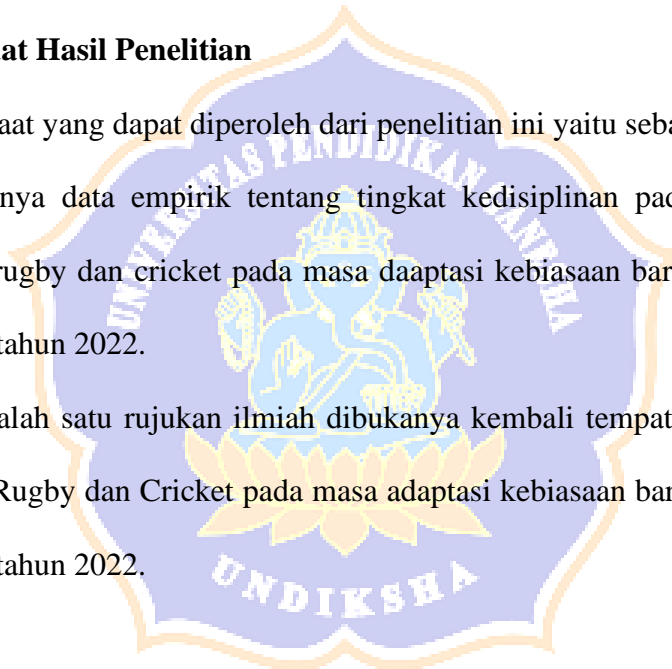 at Hasil Penelitian
aat yang dapat diperoleh dari penelitian ini yaitu seba
nya data empirik tentang tingkat kedisiplinan pad
rugby dan cricket pada masa daaptasi kebiasaan bar
tahun 2022.
alah satu rujukan ilmiah dibukanya kembali tempat
Rugby dan Cricket pada masa adaptasi kebiasaan bar
tahun 2022.
UNIVERSITAS PENDIDIKAN GANESHA
UNDIKSHA